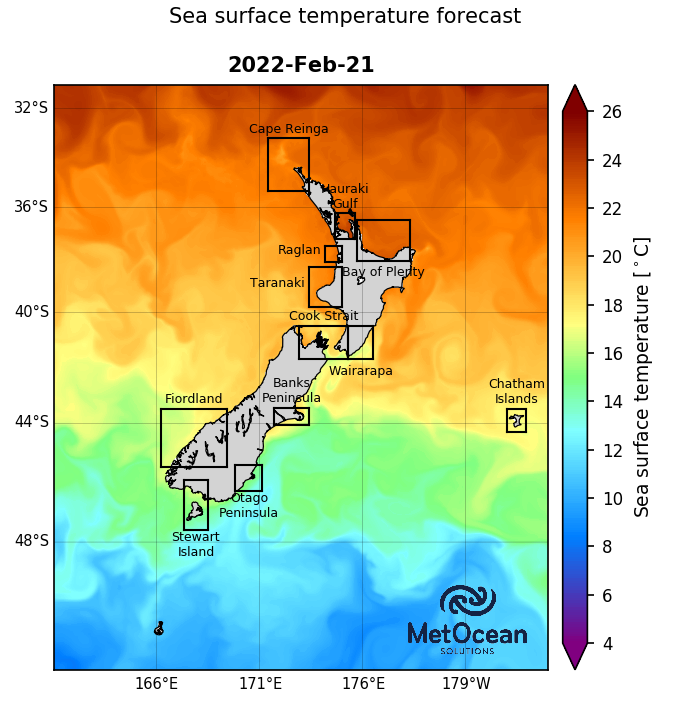 Sea surface temperature forecast
2022-Feb-21
32°S
36°S
40°S
44°S
48°S
166°E
171°E
176°E
179°W
Cape Reinga
Hauraki
Gulf
Raglan
Bay of Plenty
Taranaki
Cook Strait
Wairarapa
Banks
Peninsula
Fiordland
Chatham
Islands
Otago
Peninsula
Stewart
Island
MetOcean
SOLUTIONS
26
24
22
20
18
16
14
12
10
8
6
4
Sea surface temperature [°C]